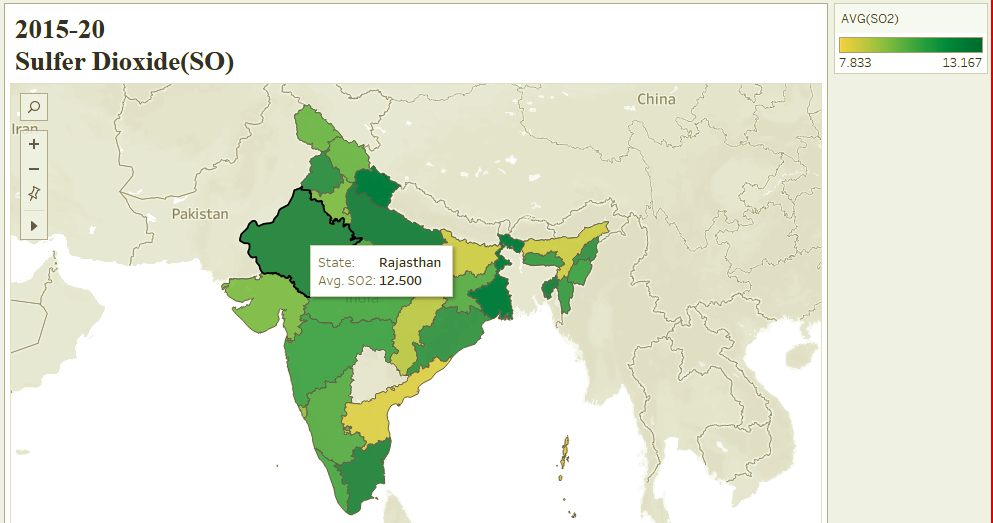 2015-20
Sulfer Dioxide(SO)
AVG(SO2)
7.833 13.167
China
Iran
Pakistan
State: Rajasthan
Avg. SO2: 12.500
India